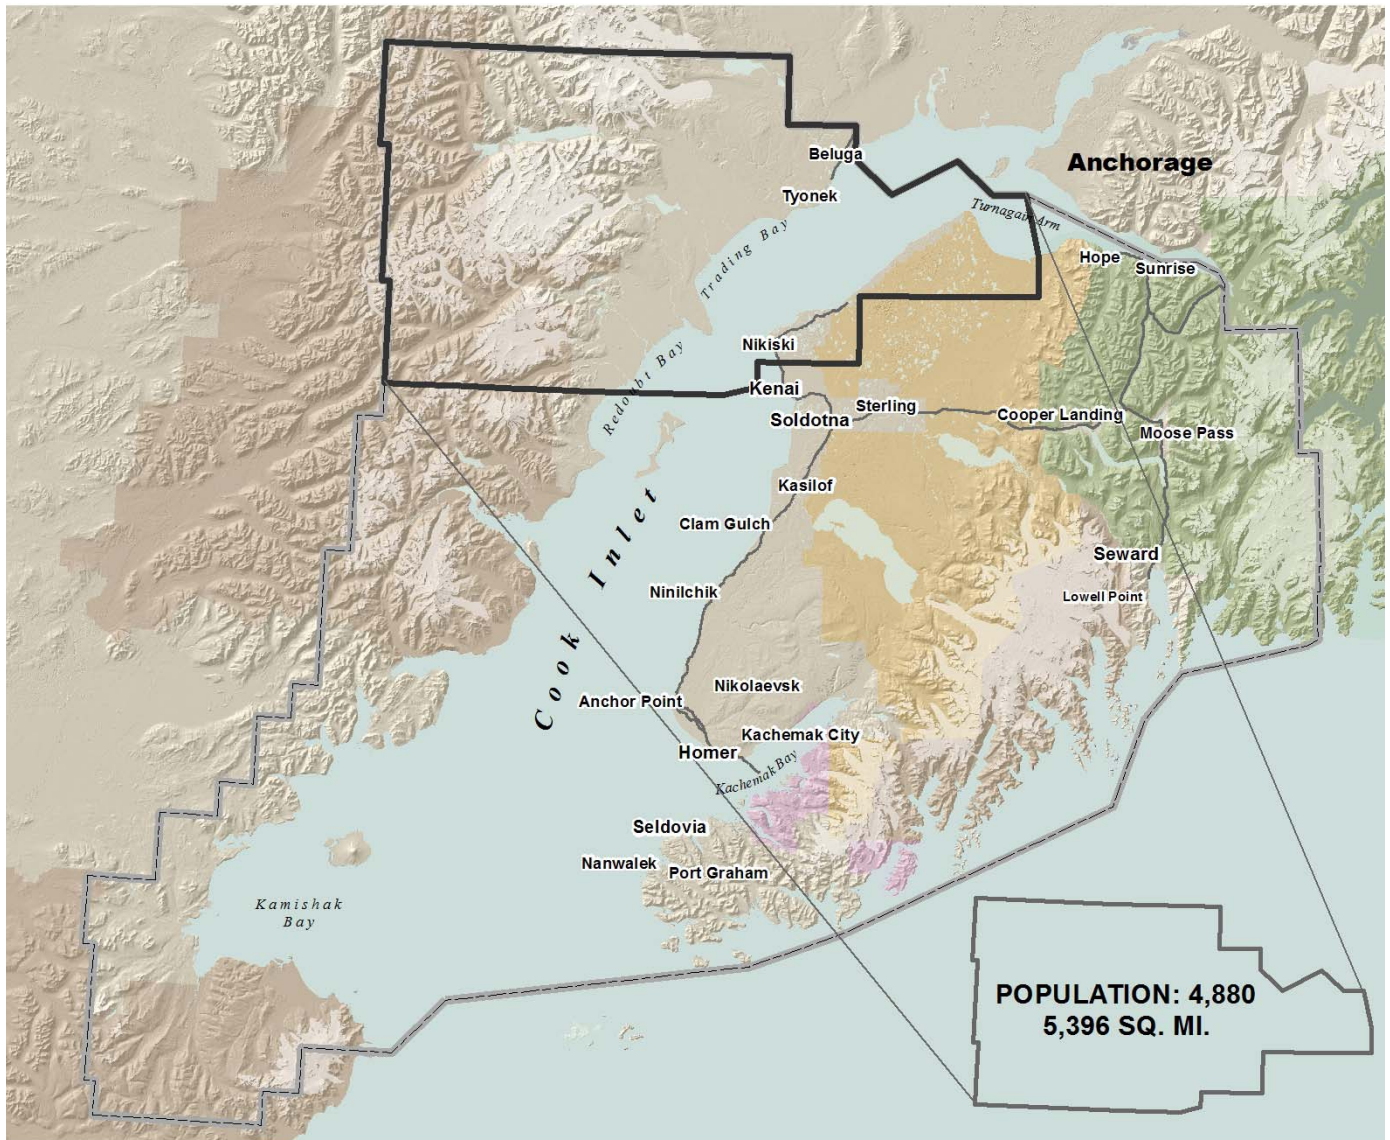 Beluga
Anchorage
Tyonek
Turnagain Arm
Trading Bay
Hope
Sunrise
Nikiski
Redoubt Bay
Kenai
Sterling
Soldotna
Cooper Landing
Moose Pass
Kasilof
Clam Gulch
Cook Inlet
Seward
Ninilchik
Lowell Point
Nikolaevsk
Anchor Point
Kachemak City
Homer
Kachemak Bay
Seldovia
Nanwalek
Port Graham
Kamishak
Bay
POPULATION: 4,880
5,396 SQ. MI.